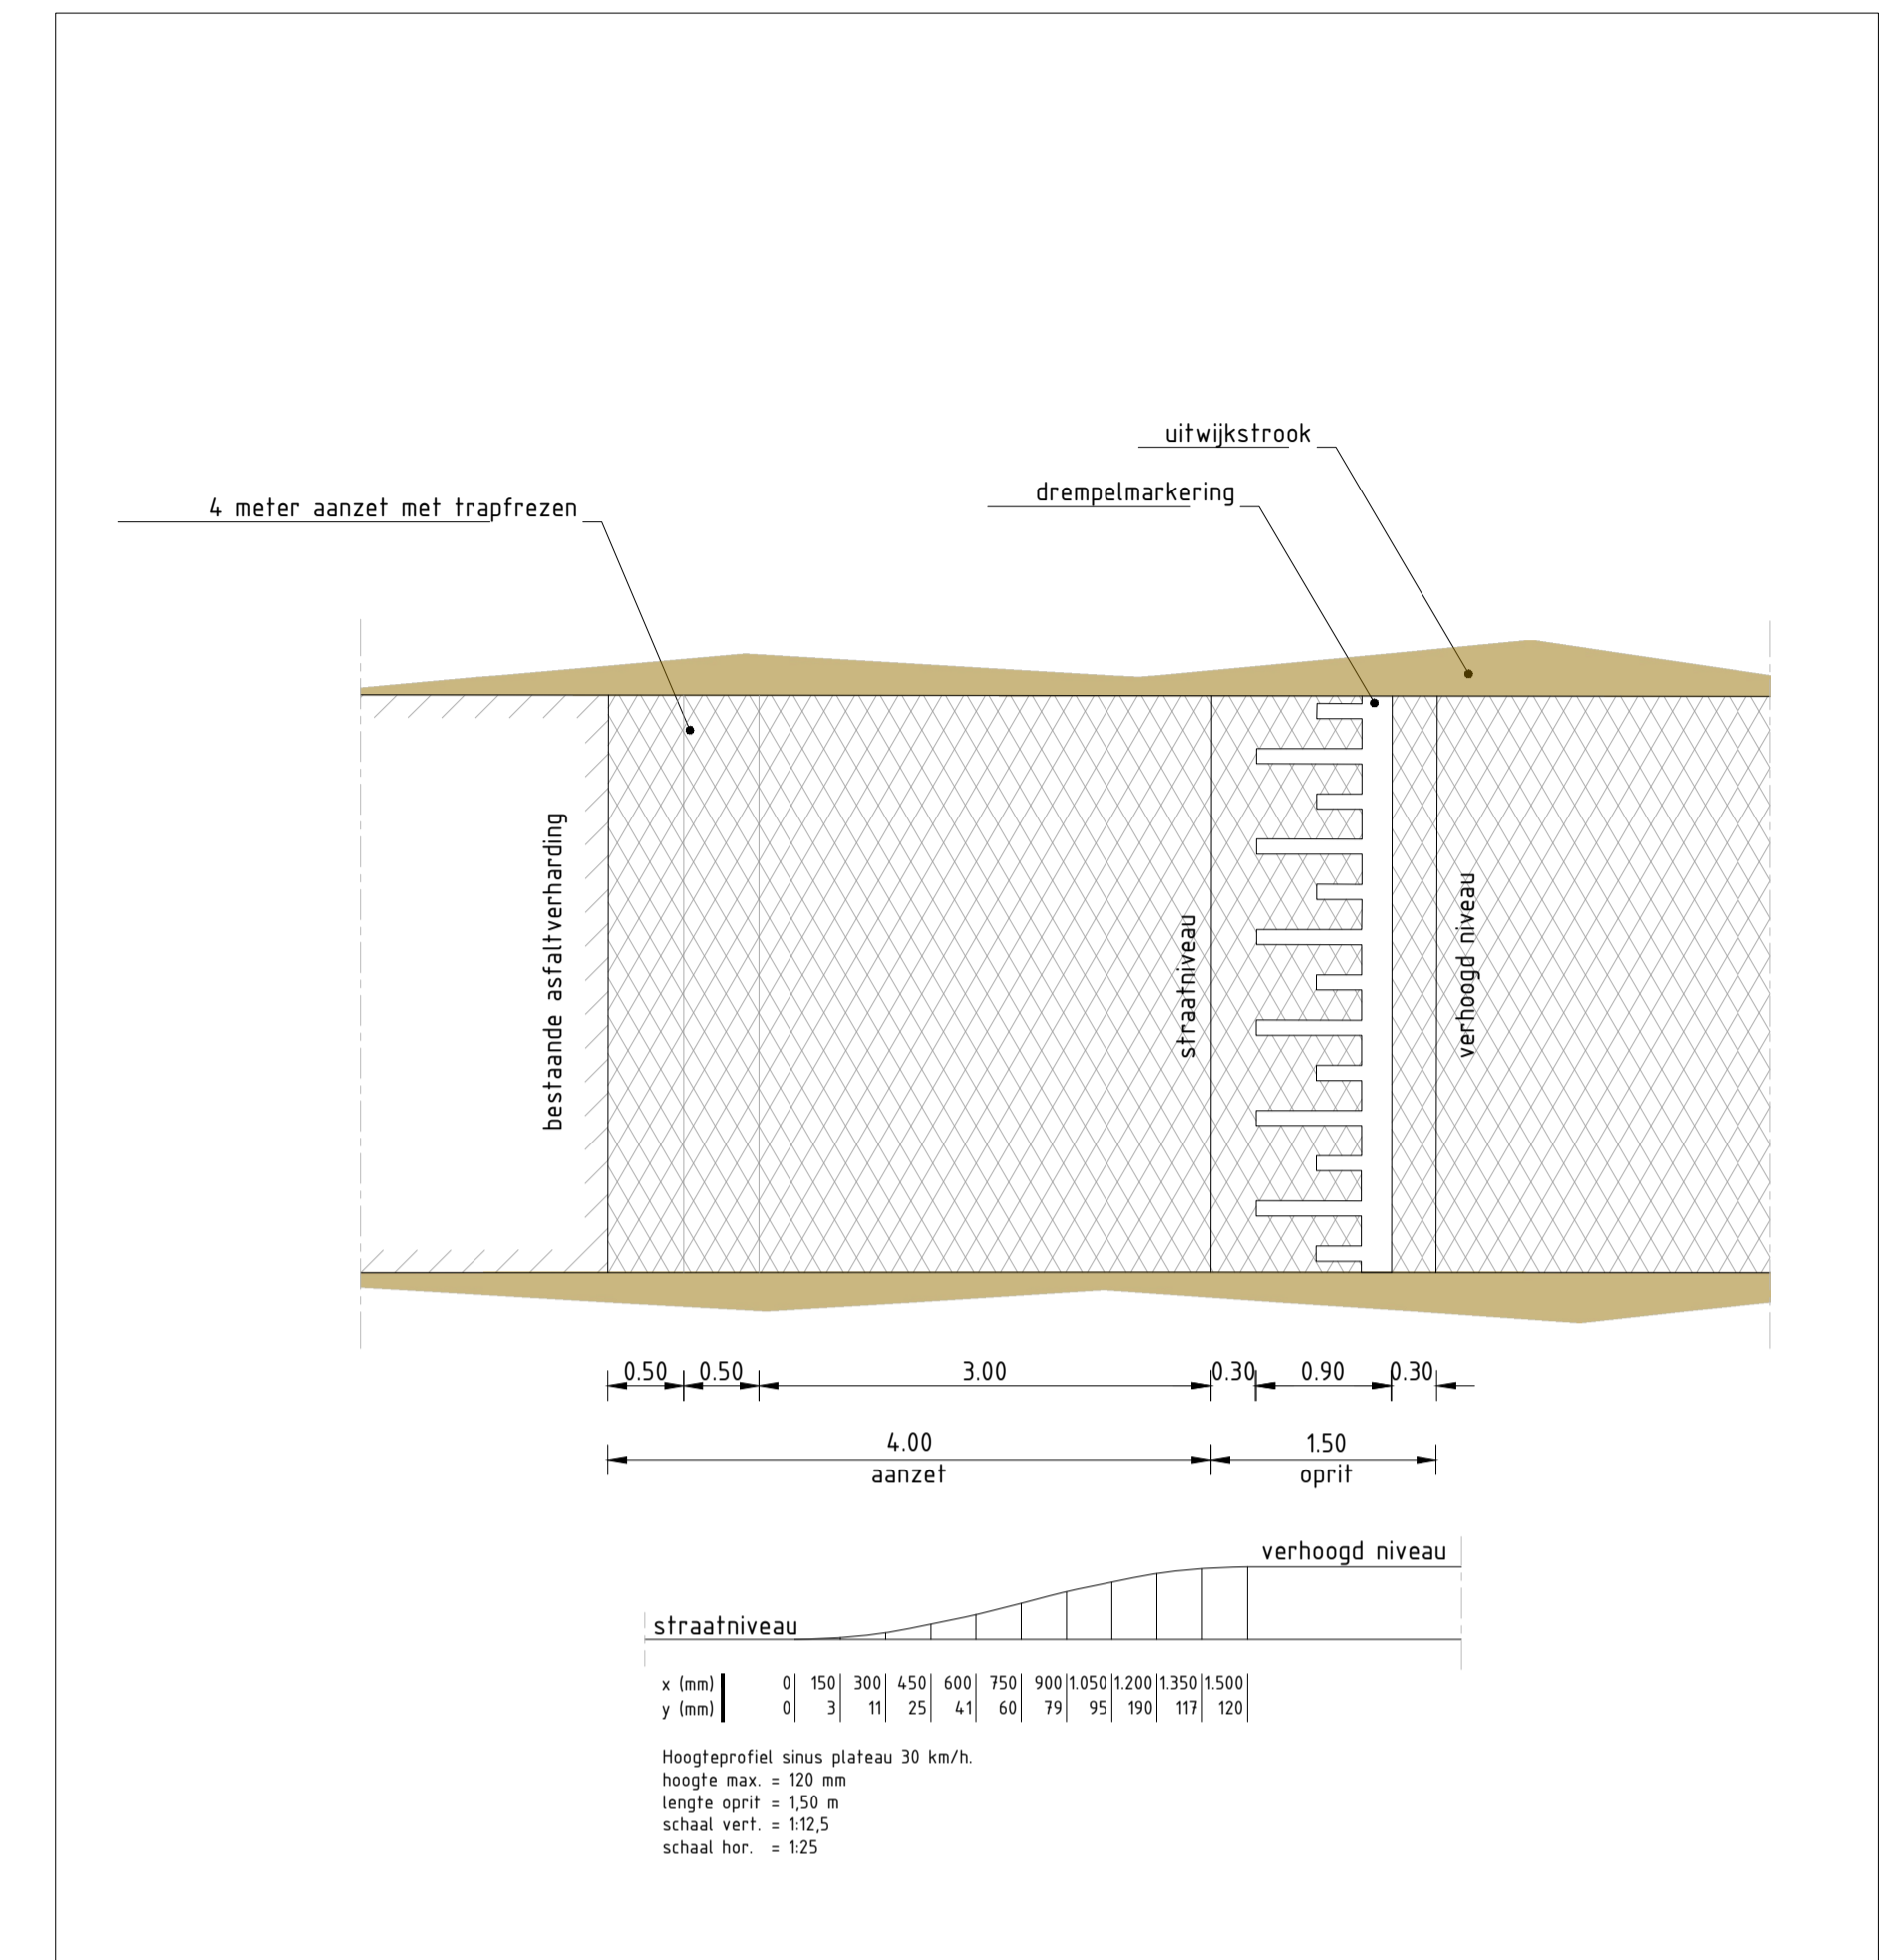 uitwijkstrook
drempelmarkering
4 meter aanzet met trapfrezen
bestaande asfaltverharding
straatniveau
verhoogd niveau
0.50 0.50 3.00 0.30 0.90 0.30
4.00 1.50
aanzet oprit
verhoogd niveau
straatniveau
x (mm) 0 150 300 450 600 750 900 1.050 1.200 1.350 1.500
y (mm) 0 3 11 25 41 60 79 95 190 117 120
Hoogteprofiel sinus plateau 30 km/h.
hoogte max. = 120 mm
lengte oprit = 1,50 m
schaal vert. = 1:12,5
schaal hor. = 1:25